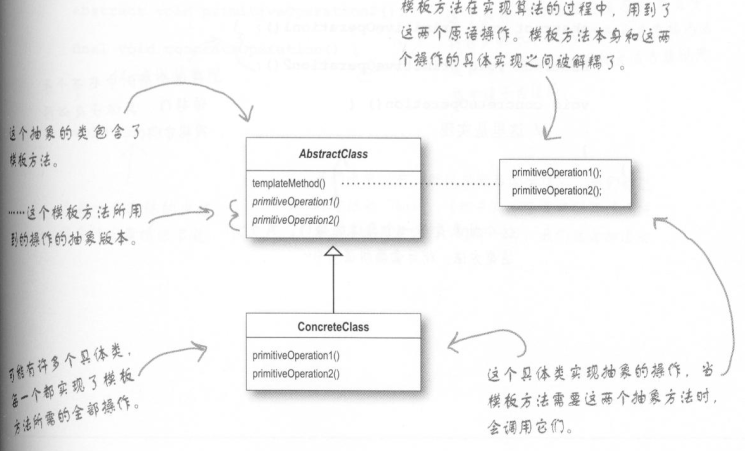 模板方法在实现算法的过程中，用到了
这两个原语操作。模板方法本身和这两
个操作的具体实现之间被解耦了。
这个抽象的类包含了
模板方法。
……这个模板方法所用
到的操作的抽象版本。
AbstractClass
templateMethod()
primitiveOperation1()
primitiveOperation2()
primitiveOperation1();
primitiveOperation2();
ConcreteClass
primitiveOperation1()
primitiveOperation2()
可能有许多个具体类，
每一个都实现了模板
方法所需的全部操作。
这个具体类实现抽象的操作，当
模板方法需要这两个抽象方法时，
会调用它们。